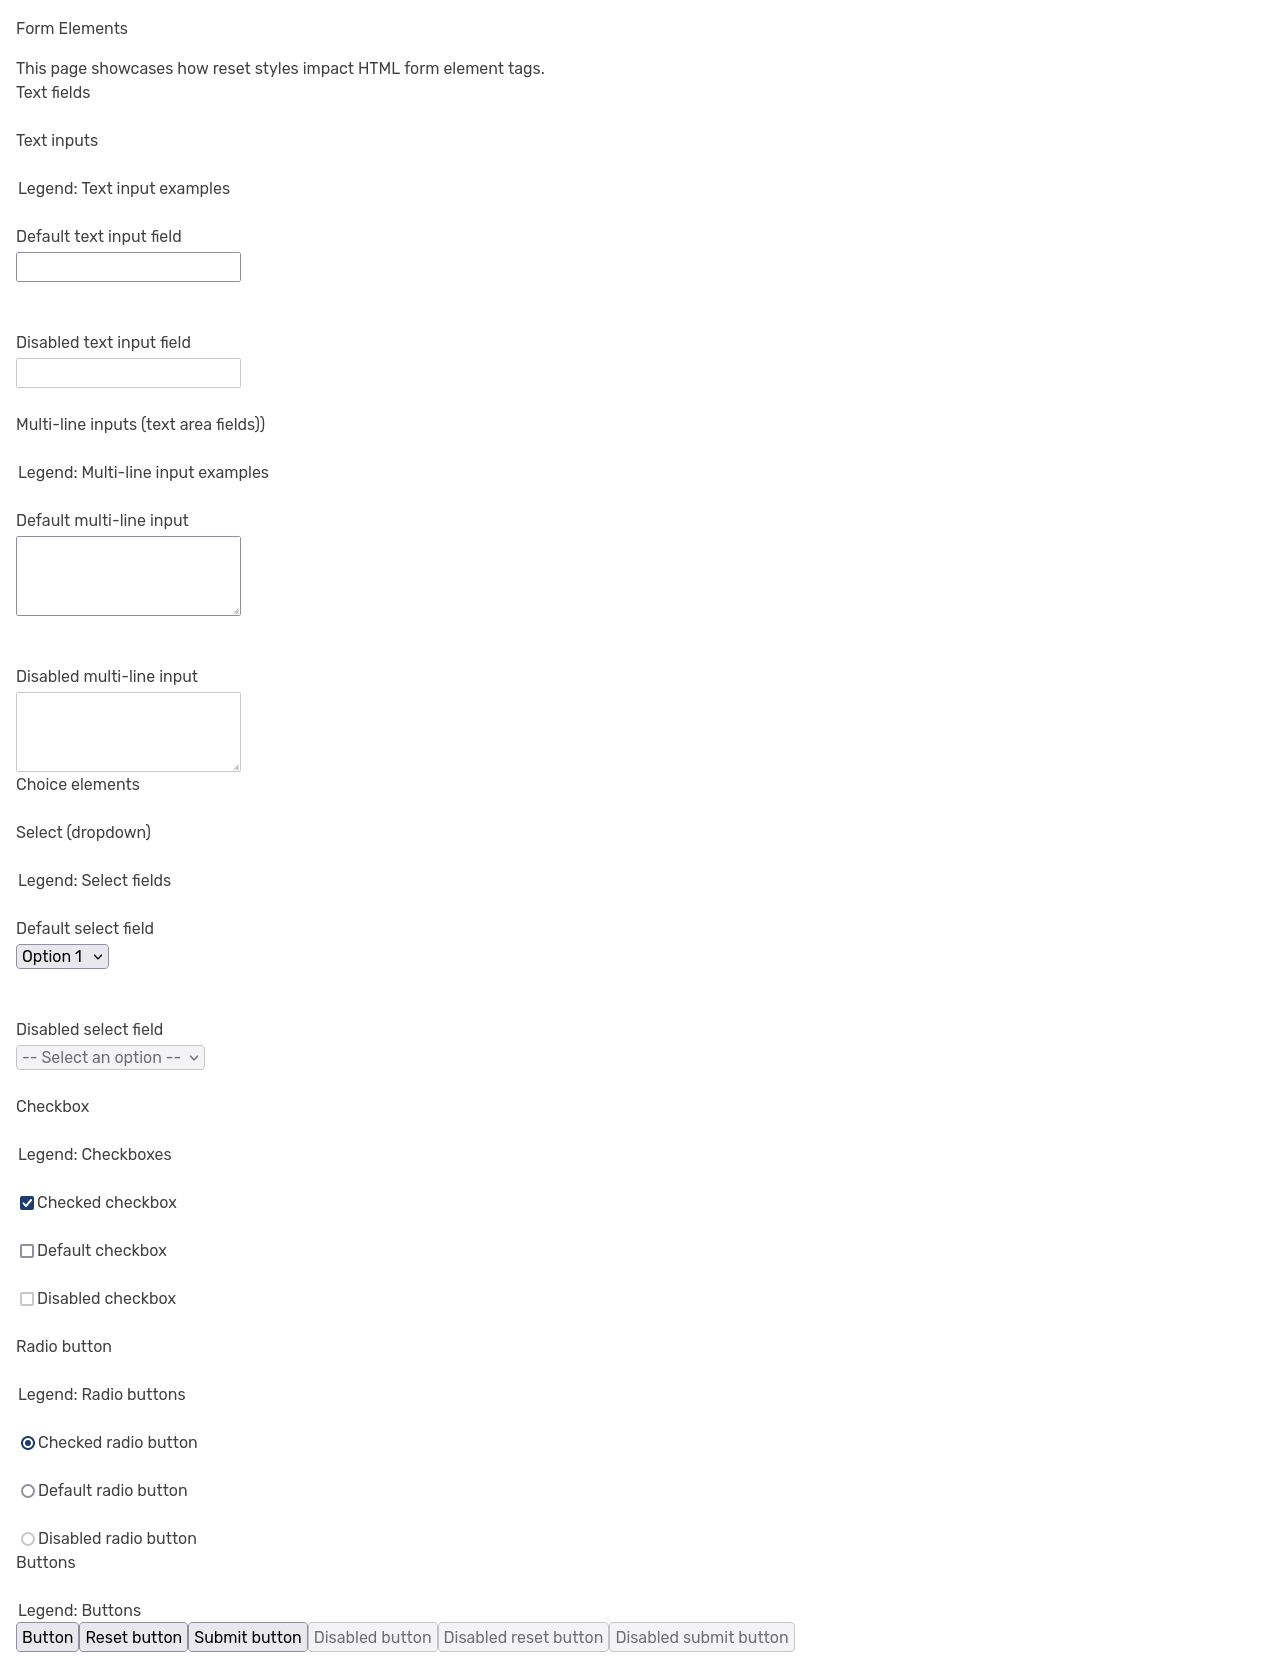 Form Elements
This page showcases how reset styles impact HTML form element tags.
Text fields
Text inputs
Legend: Text input examples
Default text input field
Disabled text input field
Multi-line inputs (text area fields))
Legend: Multi-line input examples
Default multi-line input
Disabled multi-line input
Choice elements
Select (dropdown)
Legend: Select fields
Default select field
Option 1
Disabled select field
-- Select an option --
Checkbox
Legend: Checkboxes
Checked checkbox
Default checkbox
Disabled checkbox
Radio button
Legend: Radio buttons
Checked radio button
Default radio button
Disabled radio button
Buttons
Legend: Buttons
Button Reset button Submit button Disabled button Disabled reset button Disabled submit button